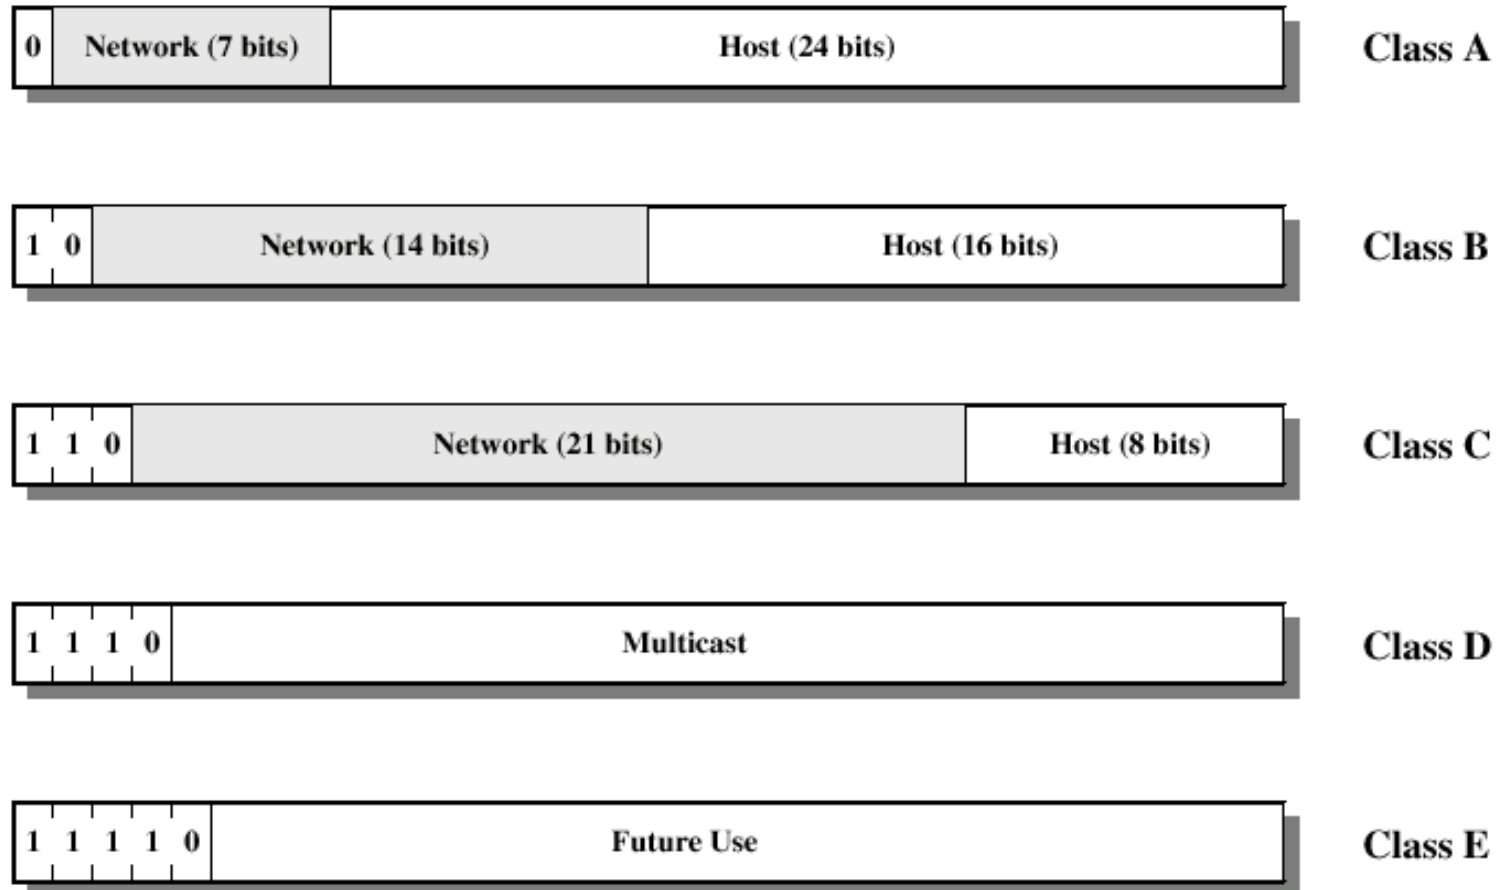 0 Network (7 bits) Host (24 bits) Class A
1 0 Network (14 bits) Host (16 bits) Class B
1 1 0 Network (21 bits) Host (8 bits) Class C
1 1 1 0 Multicast Class D
1 1 1 1 0 Future Use Class E